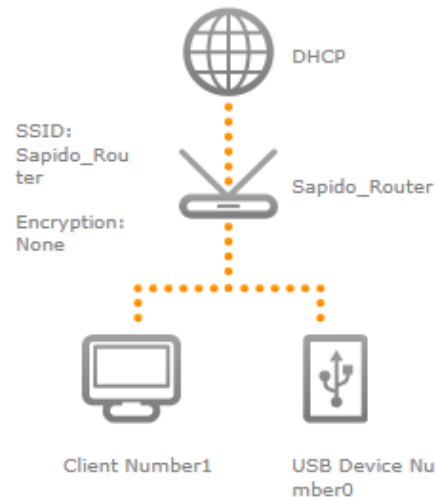 DHCP
SSID:
Sapido_Rou
ter
Sapido_Router
Encryption:
None
Client Number1
USB Device Nu
mber0